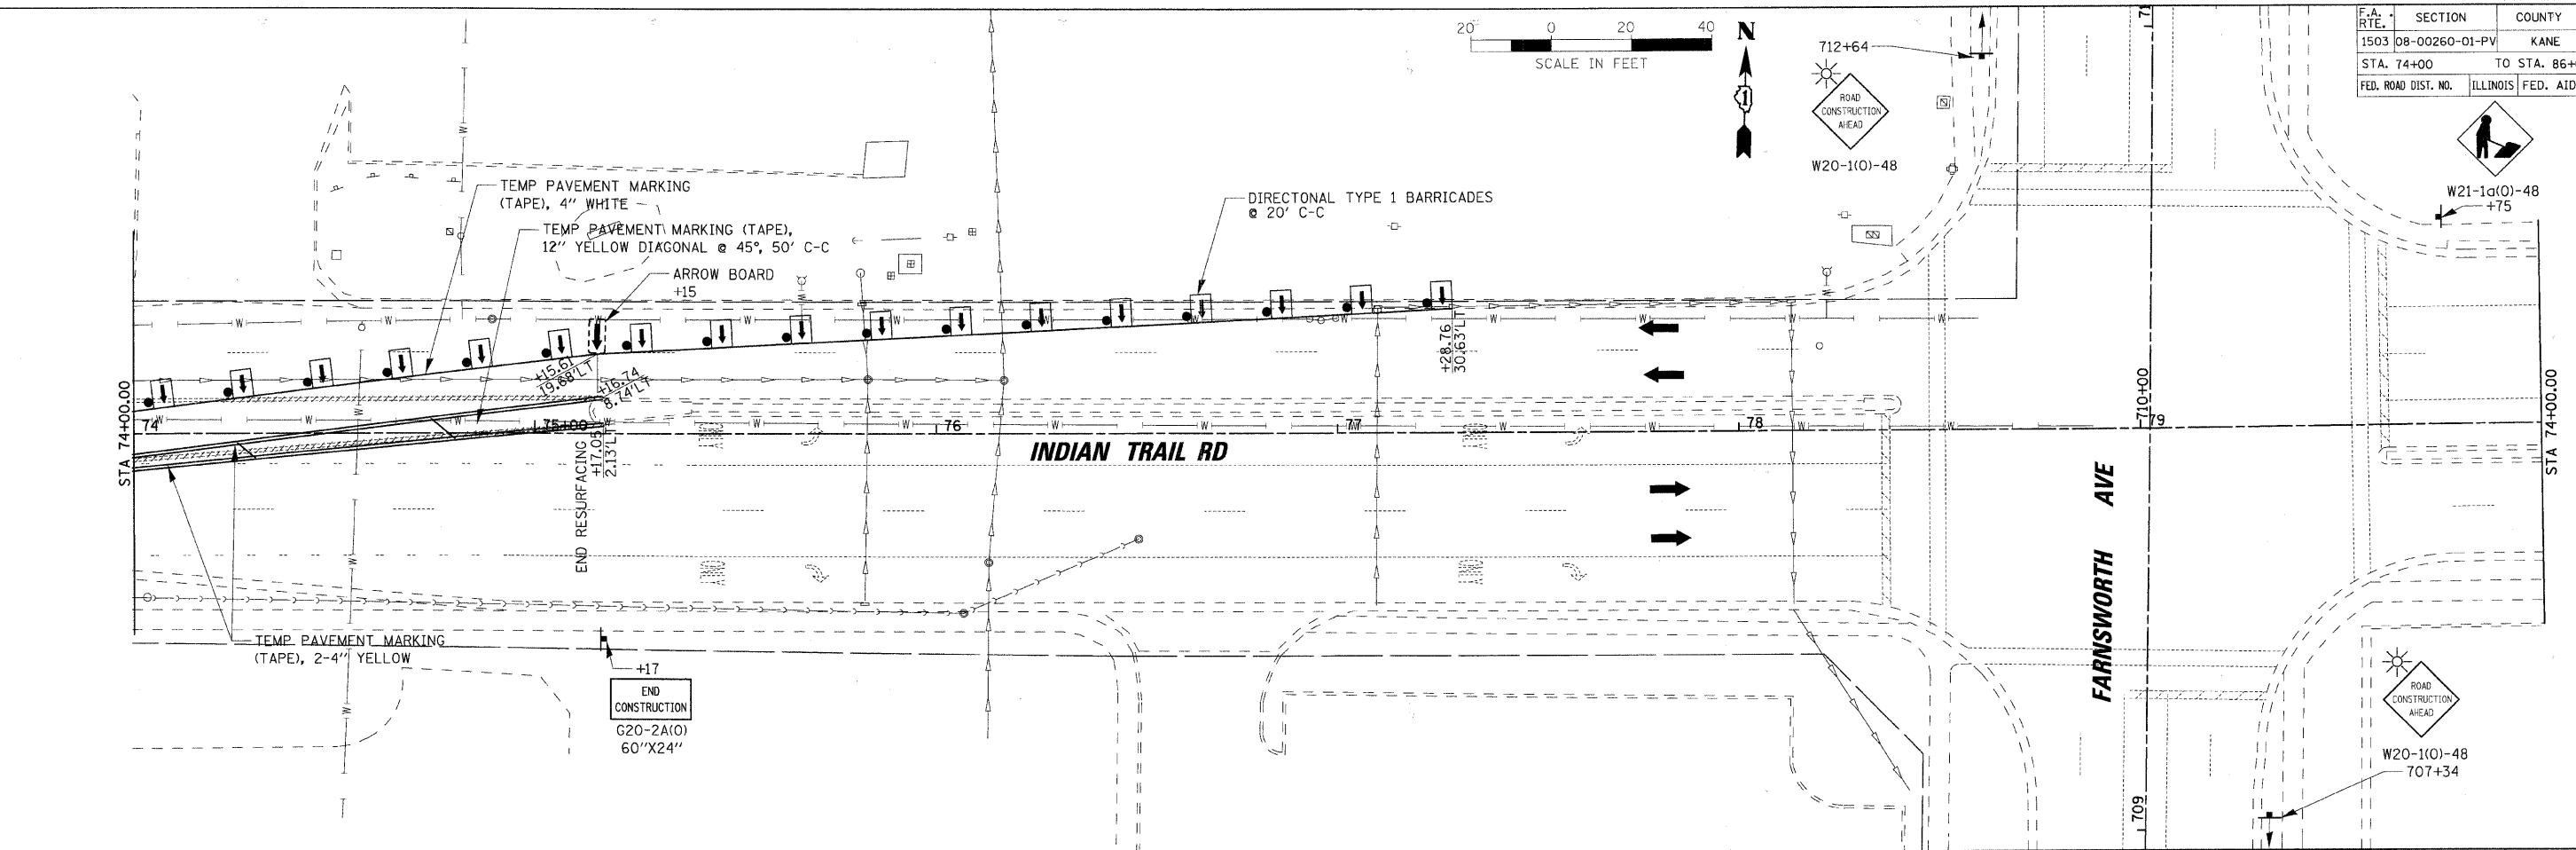 20 0 20 40
SCALE IN FEET
N
1
712+64
ROAD
CONSTRUCTION
AHEAD
W20-1(O)-48
71
F.A.
RTE. SECTION COUNTY
1503 08-00260-01-PV KANE
STA. 74+00 TO STA. 86+
FED. ROAD DIST. NO. ILLINOIS FED. AID
W21-1a(O)-48
+75
TEMP PAVEMENT MARKING
(TAPE), 4" WHITE
TEMP PAVEMENT MARKING (TAPE),
12" YELLOW DIAGONAL @ 45°, 50' C-C
ARROW BOARD
+15
DIRECTONAL TYPE 1 BARRICADES
@ 20' C-C
+15.61
19.68'LT
+16.74
8.74'LT
+28.76
30.63'LT
STA 74+00.00
74
75+00
76
77
78
79
710+00
STA 74+00.00
INDIAN TRAIL RD
END RESURFACING
+17.05
2.13'LT
FARNSWORTH AVE
TEMP PAVEMENT MARKING
(TAPE), 2-4" YELLOW
+17
END
CONSTRUCTION
G20-2A(O)
60"X24"
ROAD
CONSTRUCTION
AHEAD
W20-1(O)-48
707+34
709